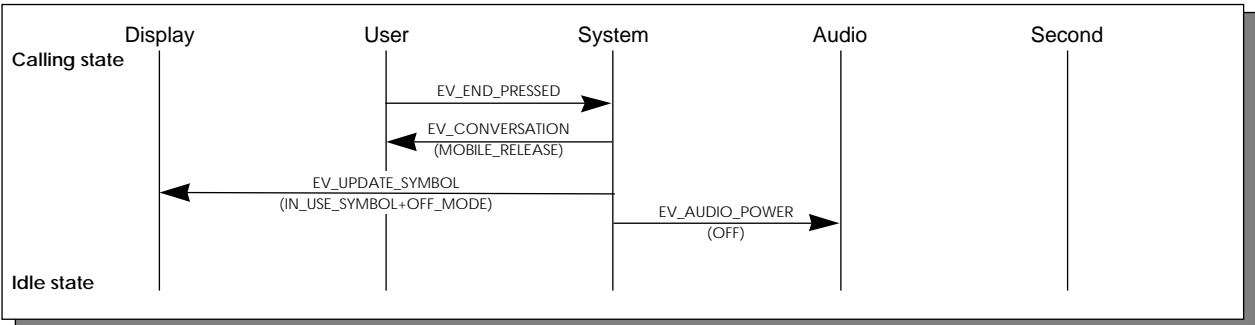 Display User System Audio Second
Calling state
EV_END_PRESSED
EV_CONVERSATION
(MOBILE_RELEASE)
EV_UPDATE_SYMBOL
(IN_USE_SYMBOL+OFF_MODE)
EV_AUDIO_POWER
(OFF)
Idle state